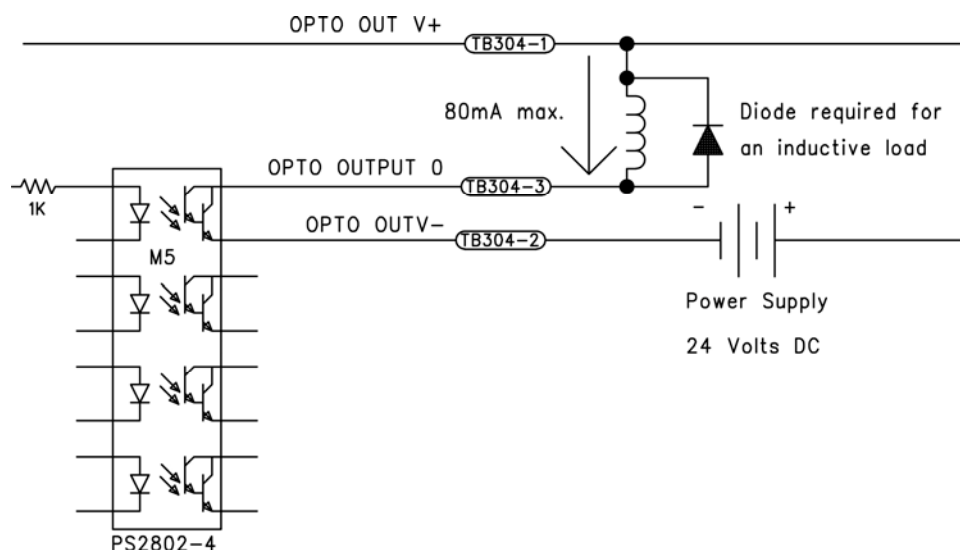 OPTO OUT V+
TB304-1
80mA max.
Diode required for
an inductive load
OPTO OUTPUT 0
TB304-3
1K
OPTO OUTV-
TB304-2
- +
M5
Power Supply
24 Volts DC
PS2802-4